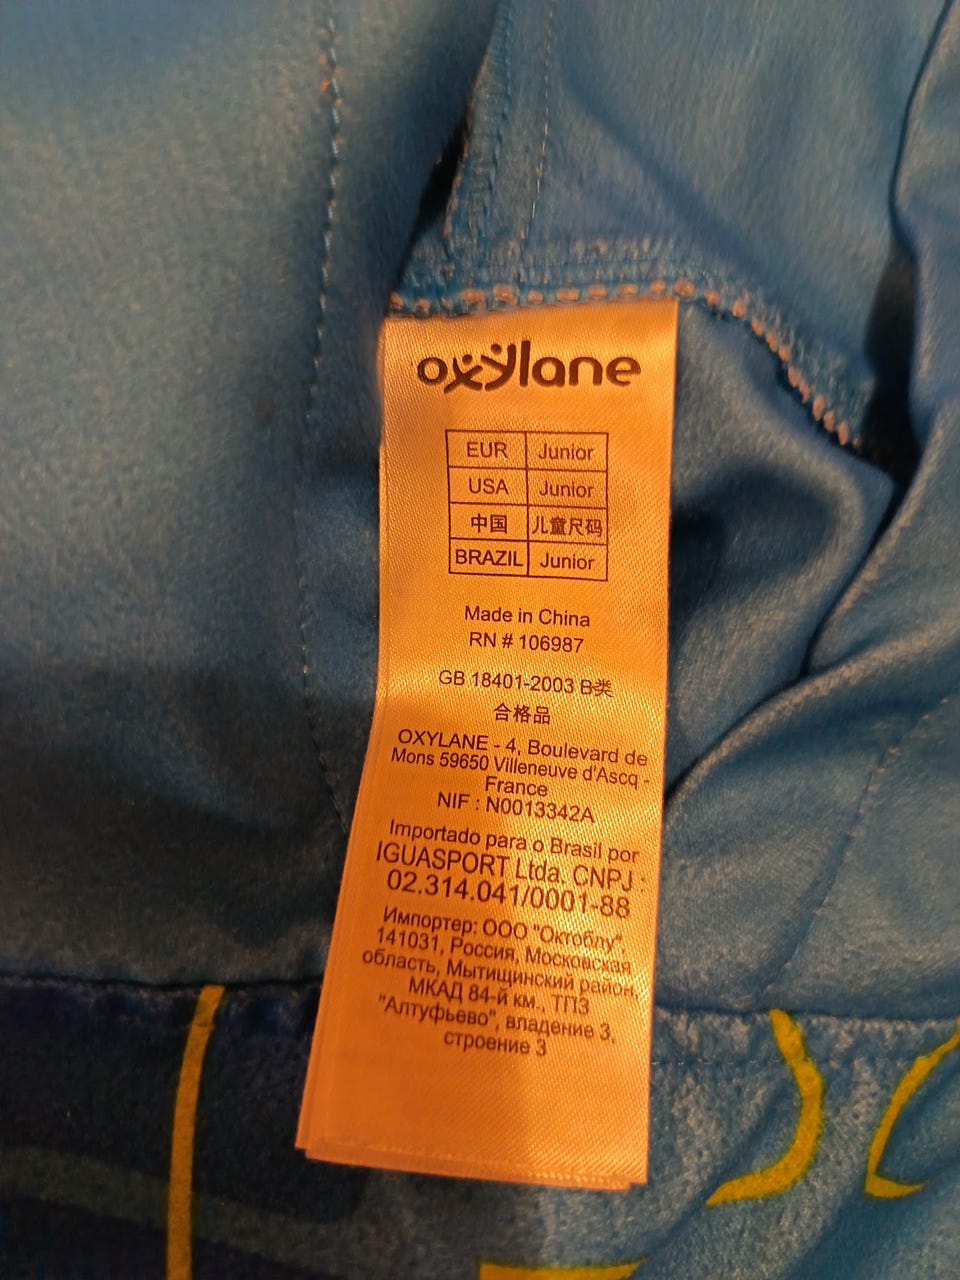 oxylane
EUR Junior
USA Junior
中国 儿童尺码
BRAZIL Junior
Made in China
RN # 106987
GB 18401-2003 B类
合格品
OXYLANE - 4, Boulevard de
Mons 59650 Villeneuve d'Ascq -
France
NIF : N0013342A
Importado para o Brasil por
IGUASPORT Ltda. CNPJ :
02.314.041/0001-88
Импортер: ООО "Октоблу",
141031, Россия, Московская
область, Мытищинский район,
МКАД 84-й км., ТПЗ
"Алтуфьево", владение 3,
строение 3